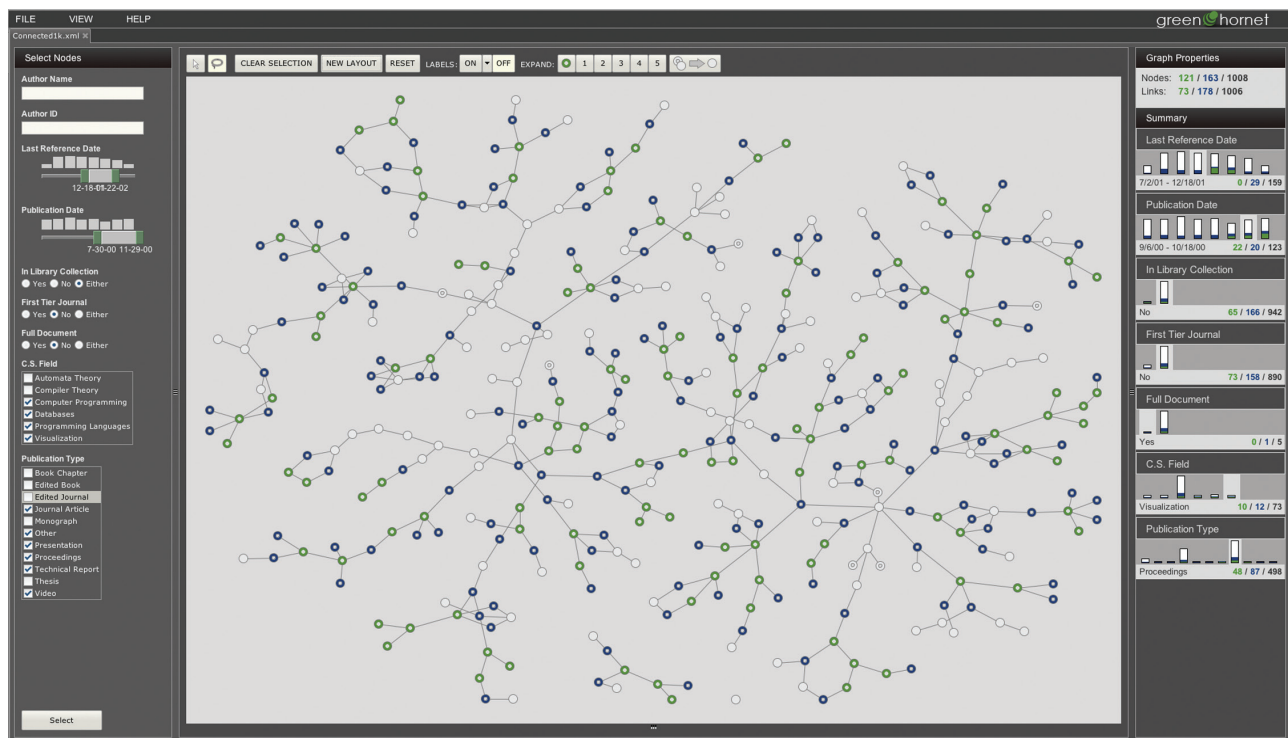 FILE VIEW HELP
green hornet
Connected1k.xml
Select Nodes
Author Name
Author ID
Last Reference Date
Publication Date
7-30-00 11-29-00
In Library Collection
Yes No Either
First Tier Journal
Yes No Either
Full Document
Yes No Either
C.S. Field
Automata Theory
Compiler Theory
Computer Programming
Databases
Programming Languages
Visualization
Publication Type
Book Chapter
Edited Book
Edited Journal
Journal Article
Monograph
Other
Presentation
Proceedings
Technical Report
Thesis
Video
Select
CLEAR SELECTION NEW LAYOUT RESET LABELS: ON OFF EXPAND: 1 2 3 4 5
Graph Properties
Nodes: 121 / 163 / 1008
Links: 73 / 178 / 1006
Summary
Last Reference Date
7/2/01 - 12/18/01 0 / 29 / 159
Publication Date
9/6/00 - 10/18/00 22 / 20 / 123
In Library Collection
No 65 / 166 / 942
First Tier Journal
No 73 / 158 / 890
Full Document
Yes 0 / 1 / 5
C.S. Field
Visualization 10 / 12 / 73
Publication Type
Proceedings 48 / 87 / 498